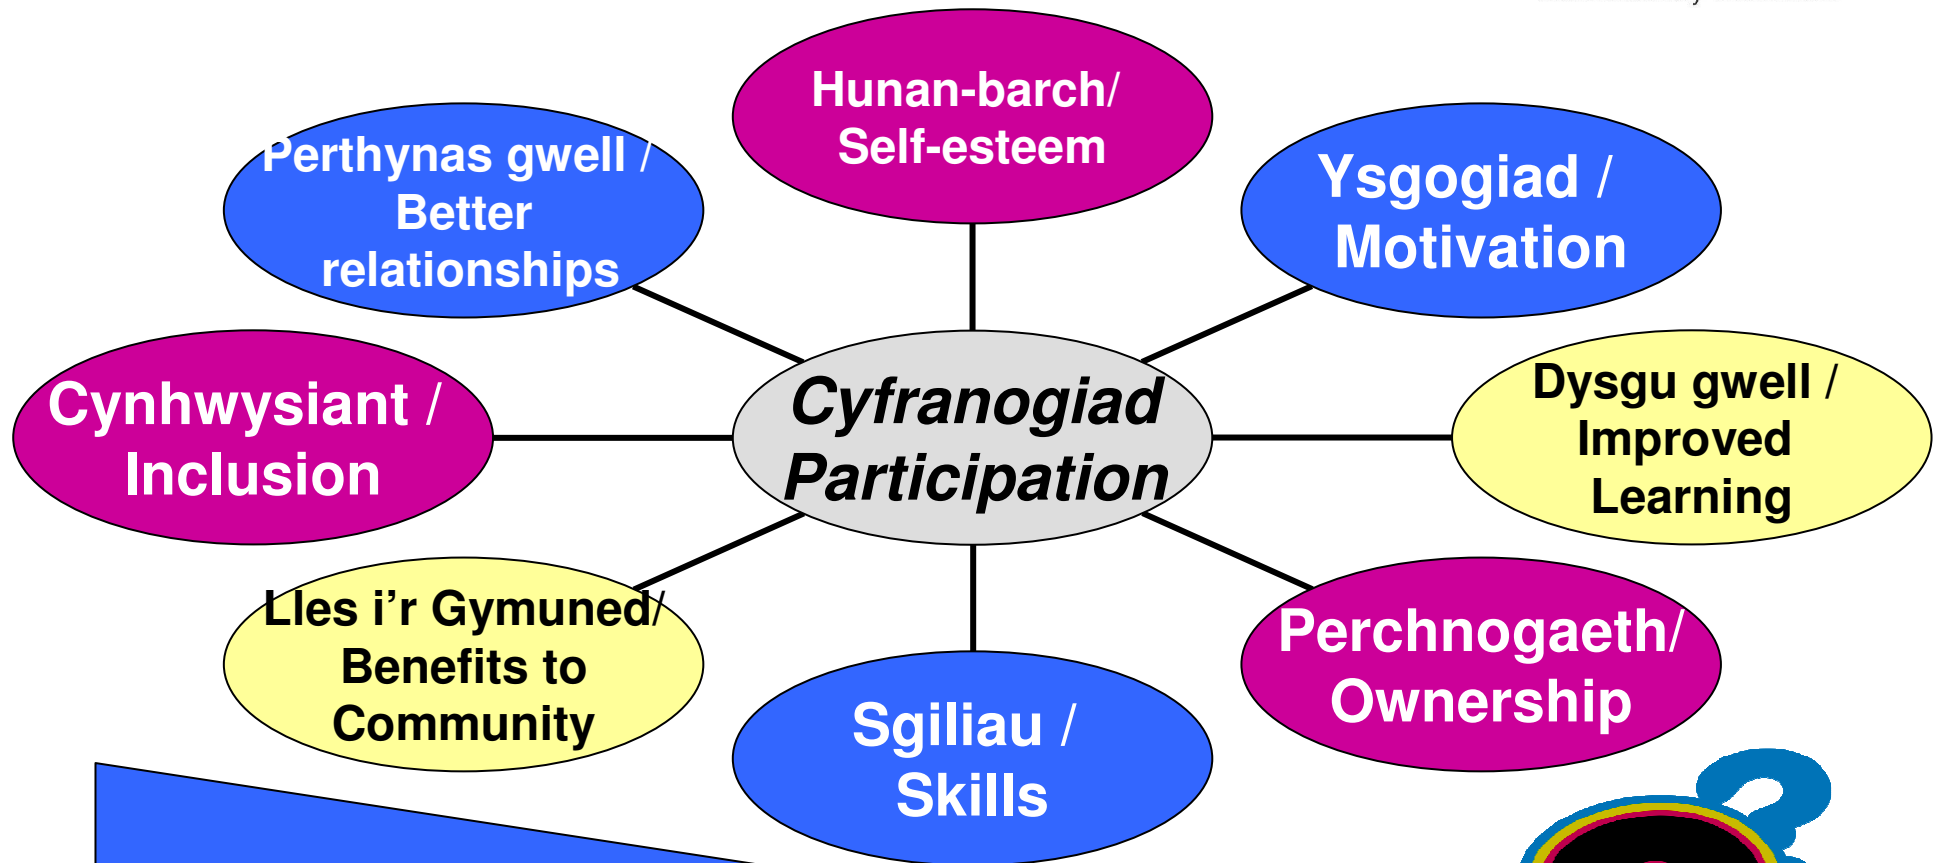 Hunan-barch/
Self-esteem
Perthynas gwell /
Better
relationships
Ysgogiad /
Motivation
Cynhwysiant /
Inclusion
Cyfranogiad
Participation
Dysgu gwell /
Improved
Learning
Lles i’r Gymuned/
Benefits to
Community
Perchnogaeth/
Ownership
Sgiliau /
Skills